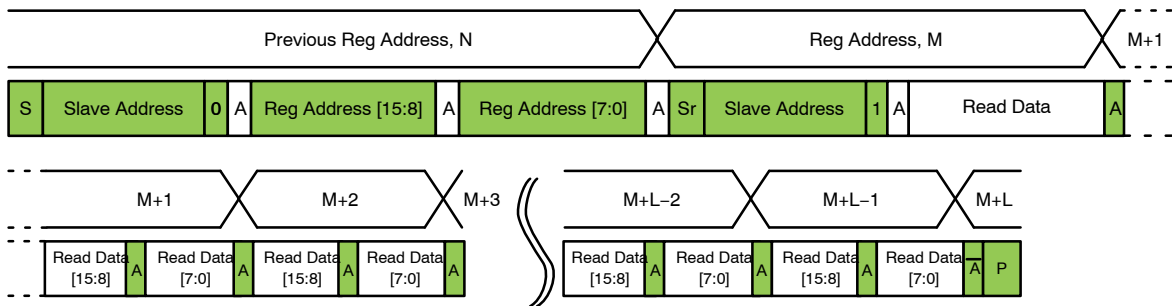 Previous Reg Address, N Reg Address, M M+1
S Slave Address 0 A Reg Address [15:8] A Reg Address [7:0] A Sr Slave Address 1 A Read Data A
M+1 M+2 M+3 M+L−2 M+L−1 M+L
Read Data A Read Data A Read Data A Read Data A Read Data A Read Data A Read Data A Read Data A̅ P
[15:8] [7:0] [15:8] [7:0] [15:8] [7:0] [15:8] [7:0]